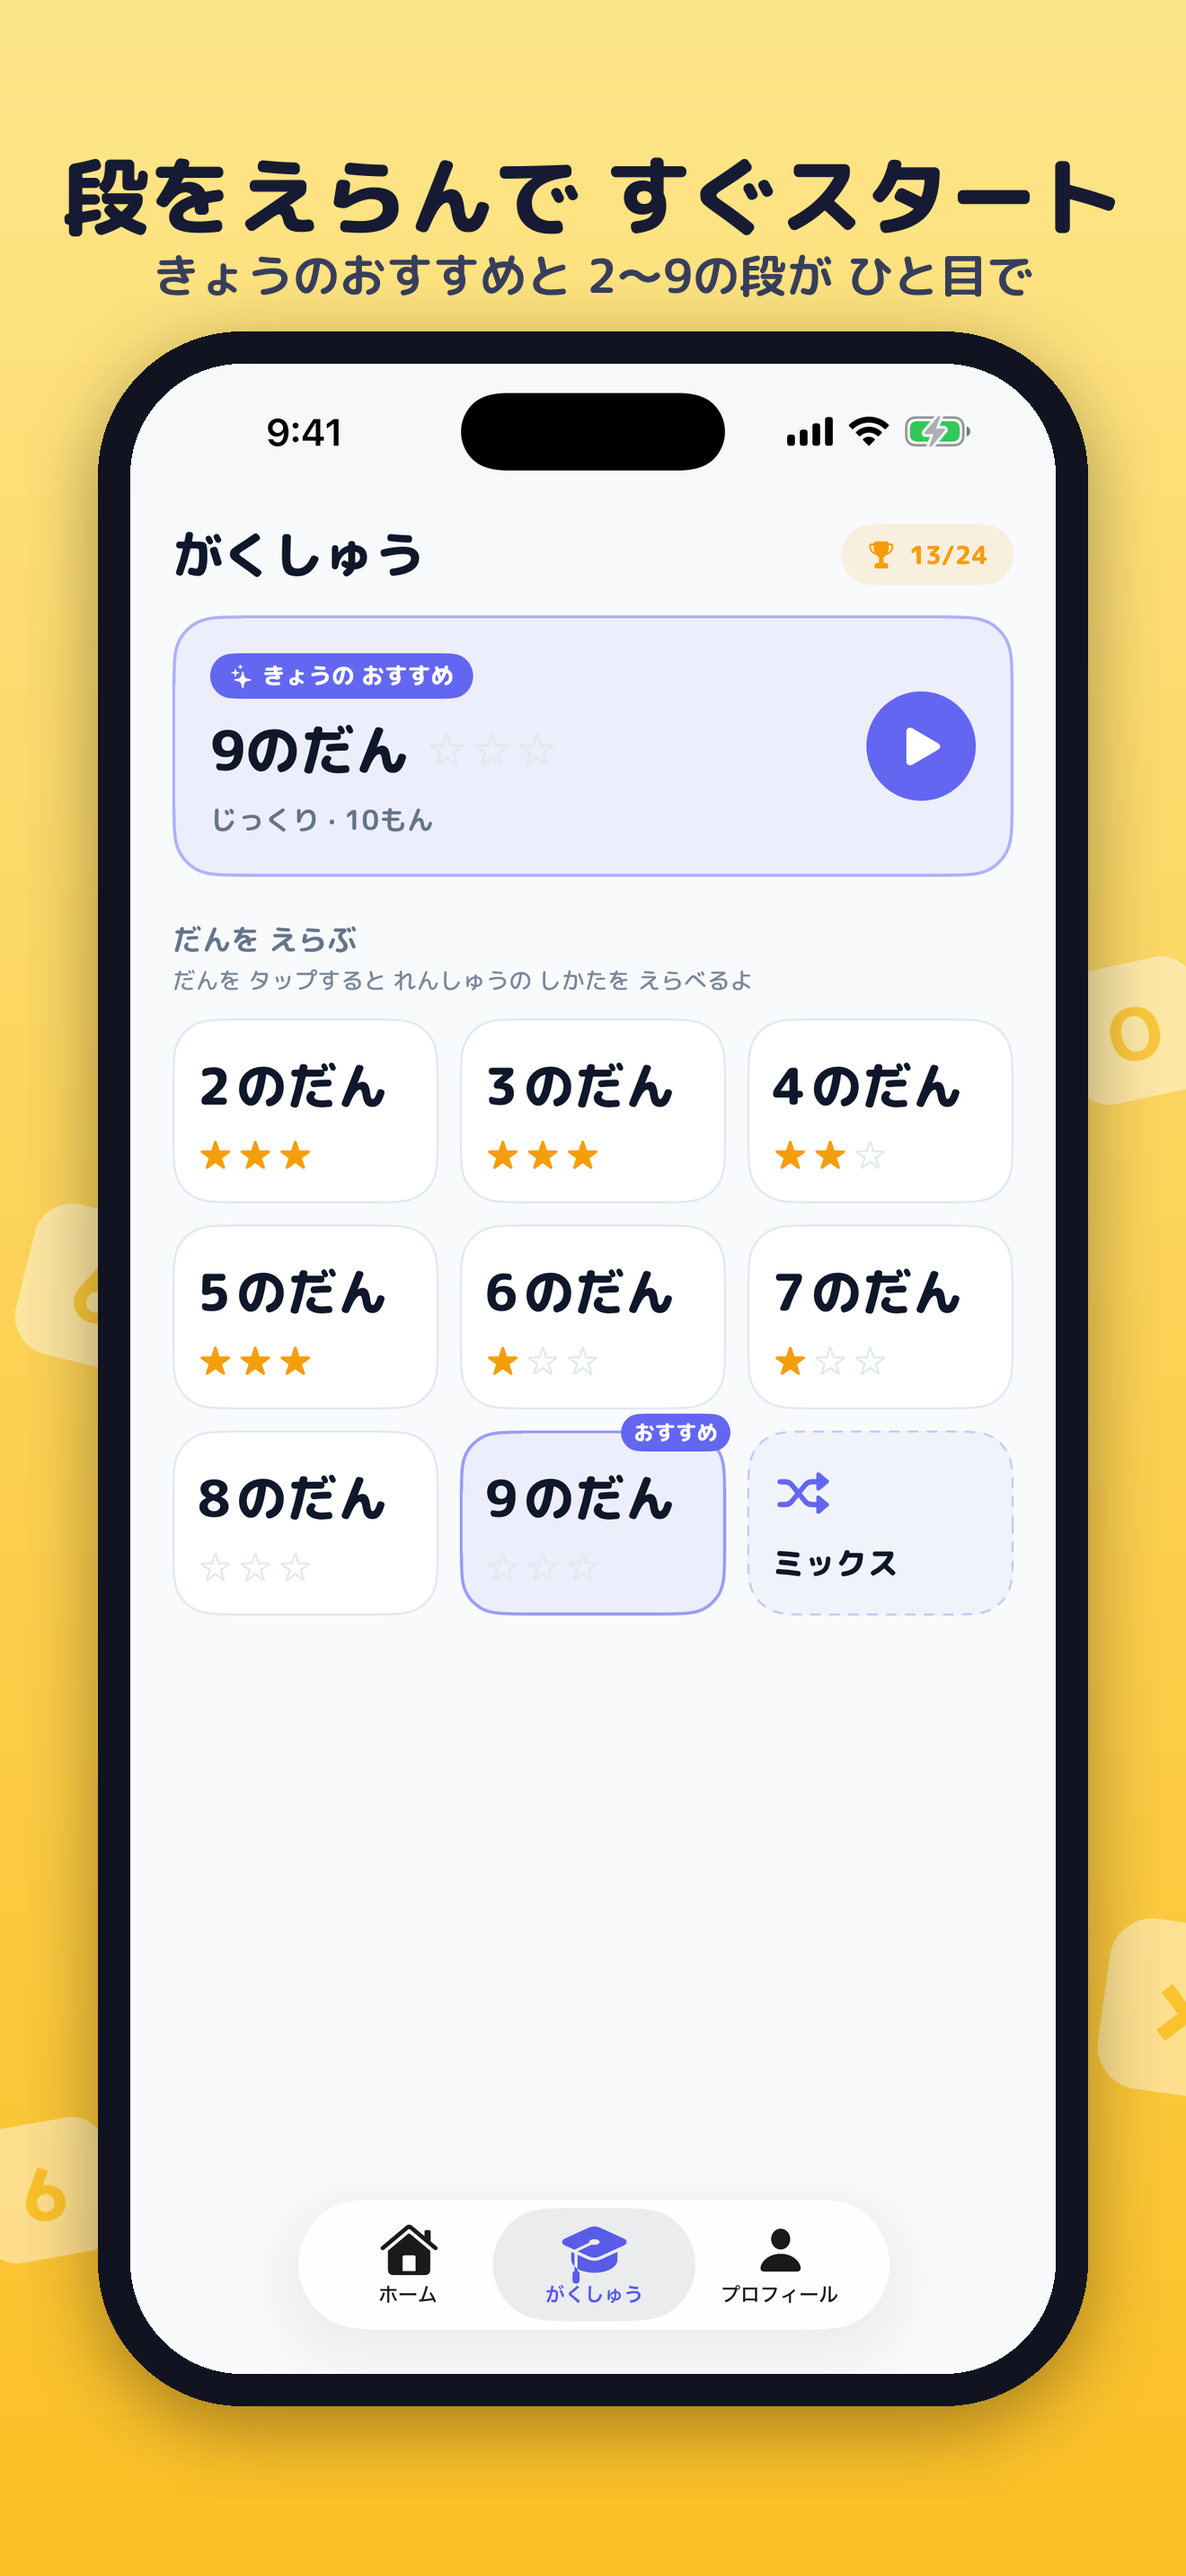 段をえらんで すぐスタート
きょうのおすすめと 2〜9の段が ひと目で
9:41
がくしゅう
13/24
きょうの おすすめ
9のだん
じっくり · 10もん
だんを えらぶ
だんを タップすると れんしゅうの しかたを えらべるよ
2のだん
3のだん
4のだん
5のだん
6のだん
7のだん
8のだん
おすすめ
9のだん
ミックス
ホーム
がくしゅう
プロフィール
6